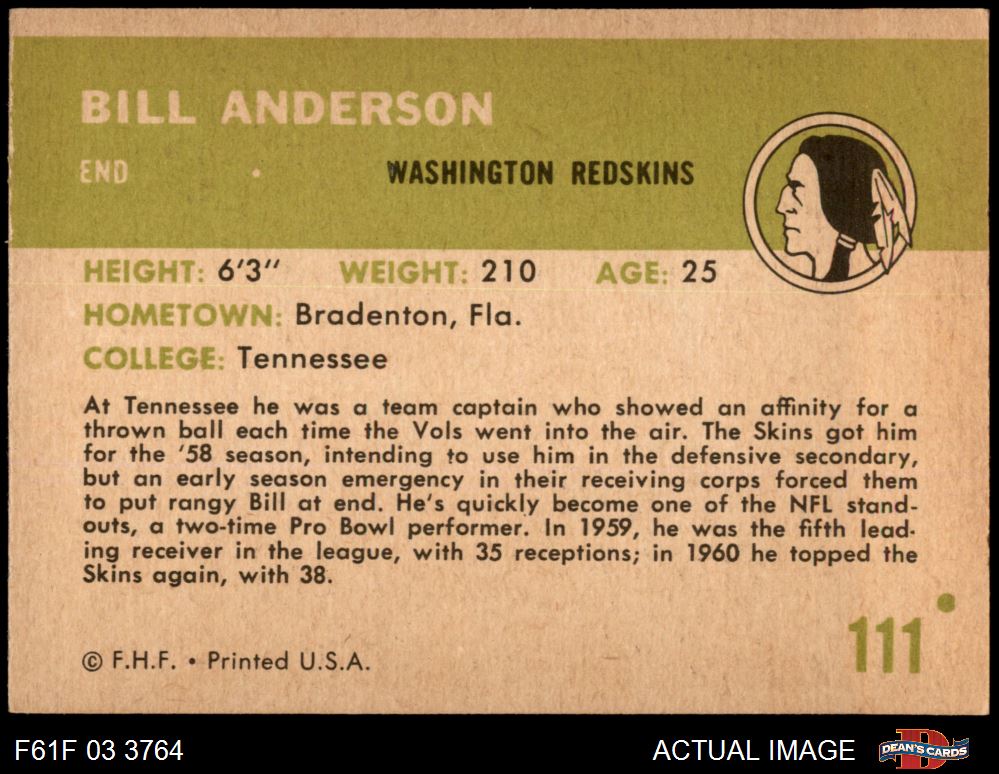 BILL ANDERSON
END WASHINGTON REDSKINS
HEIGHT: 6'3" WEIGHT: 210 AGE: 25
HOMETOWN: Bradenton, Fla.
COLLEGE: Tennessee
At Tennessee he was a team captain who showed an affinity for a
thrown ball each time the Vols went into the air. The Skins got him
for the '58 season, intending to use him in the defensive secondary,
but an early season emergency in their receiving corps forced them
to put rangy Bill at end. He's quickly become one of the NFL stand-
outs, a two-time Pro Bowl performer. In 1959, he was the fifth lead-
ing receiver in the league, with 35 receptions; in 1960 he topped the
Skins again, with 38.
111
© F.H.F. • Printed U.S.A.
F61F 03 3764 ACTUAL IMAGE D DEAN'S CARDS